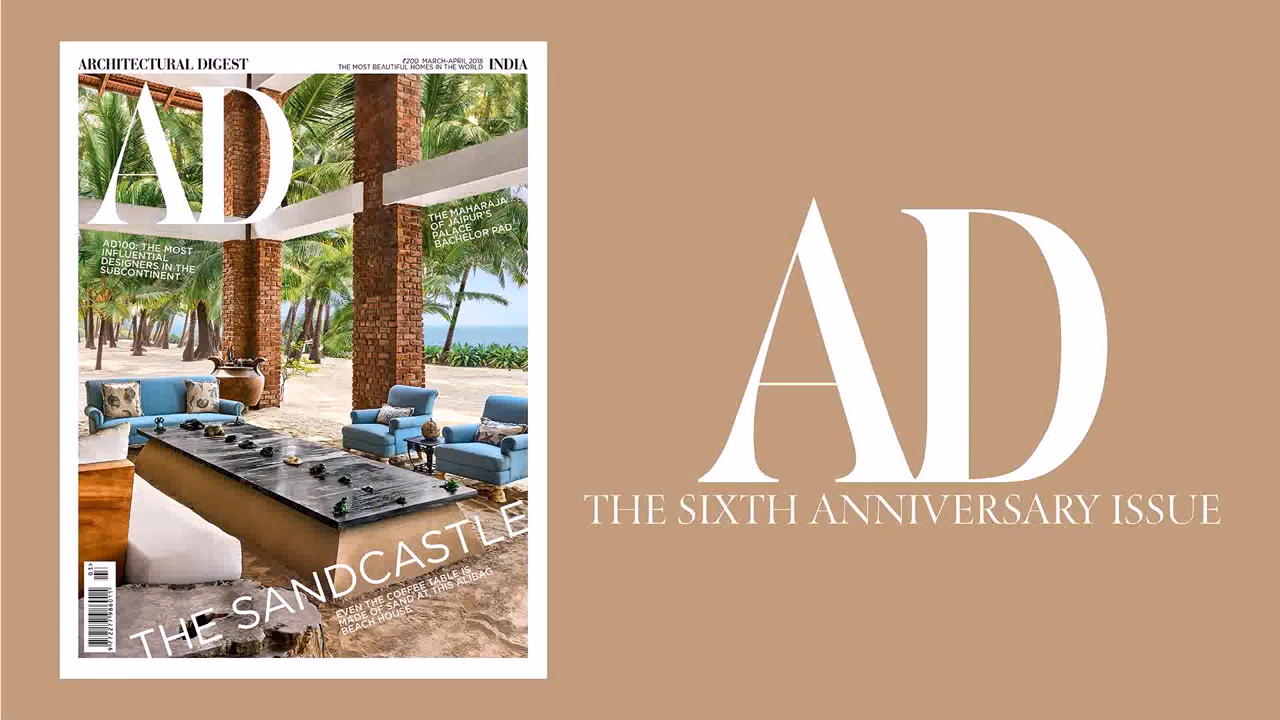 ARCHITECTURAL DIGEST
₹200 MARCH-APRIL 2018
THE MOST BEAUTIFUL HOMES IN THE WORLD
INDIA
AD
AD100: THE MOST
INFLUENTIAL
DESIGNERS IN THE
SUBCONTINENT
THE MAHARAJA
OF JAIPUR'S
PALACE
BACHELOR PAD
THE SANDCASTLE
EVEN THE COFFEE TABLE IS
MADE OF SAND AT THIS ALIBAG
BEACH HOUSE
03>
AD
THE SIXTH ANNIVERSARY ISSUE